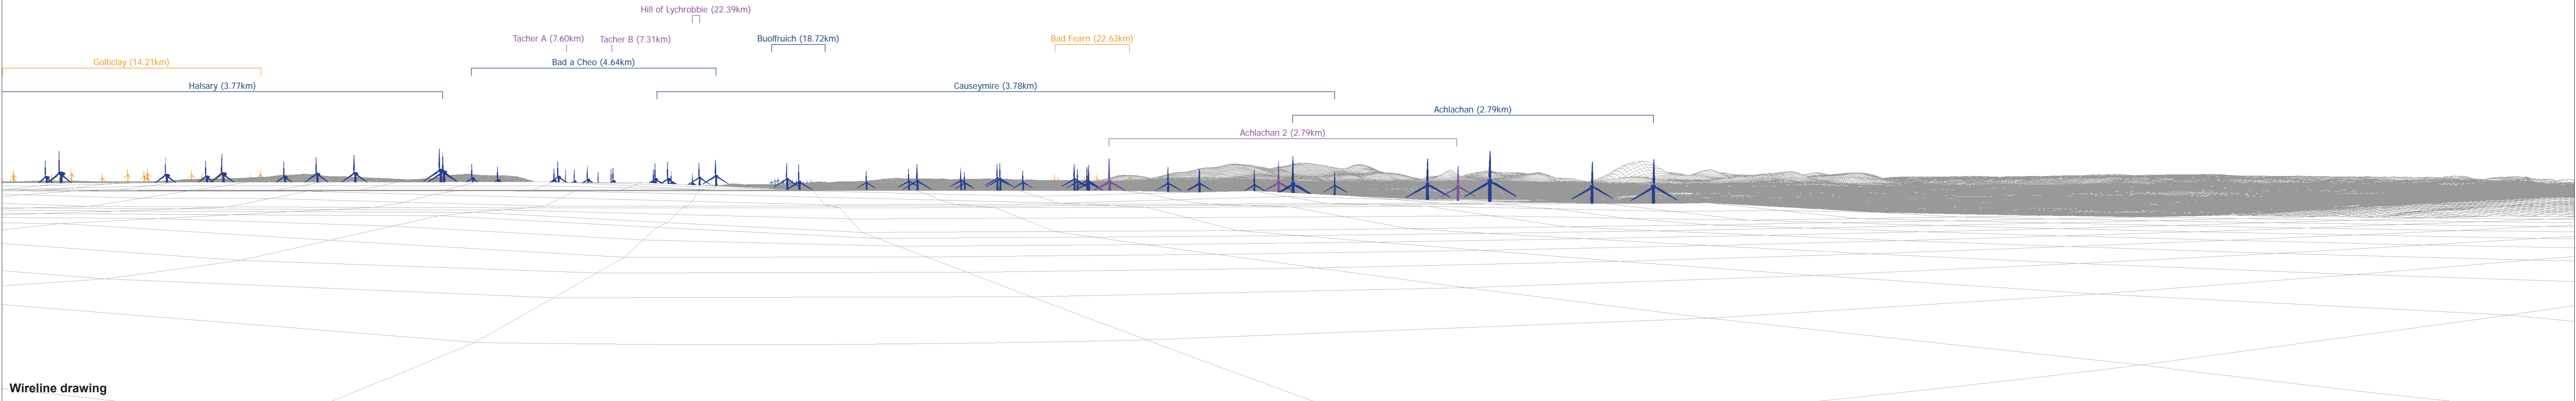 Hill of Lychrobbie (22.39km)
Tacher A (7.60km)
Tacher B (7.31km)
Buolfruich (18.72km)
Bad Fearn (22.63km)
Golticlay (14.21km)
Bad a Cheo (4.64km)
Halsary (3.77km)
Causeymire (3.78km)
Achlachan (2.79km)
Achlachan 2 (2.79km)
Wireline drawing